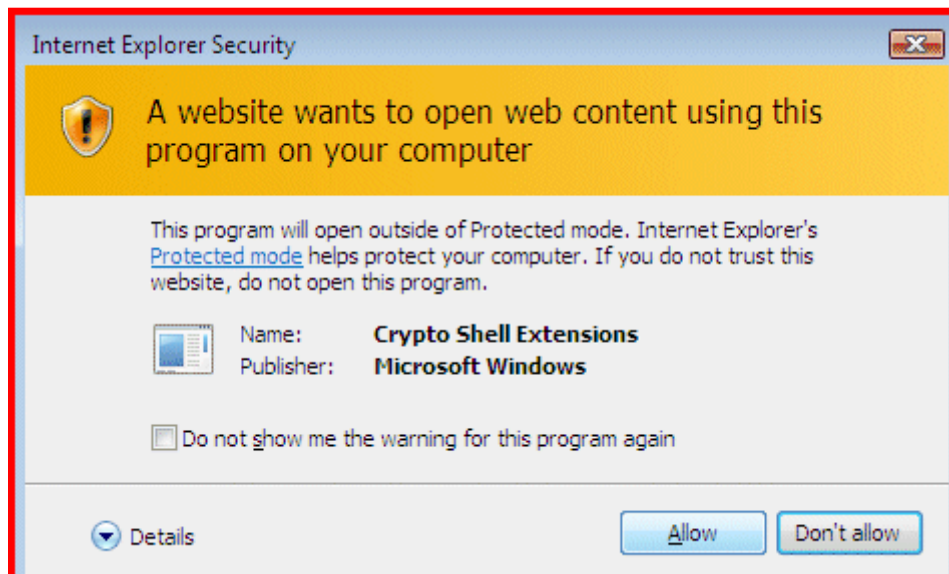 Internet Explorer Security
A website wants to open web content using this
program on your computer
This program will open outside of Protected mode. Internet Explorer's
Protected mode helps protect your computer. If you do not trust this
website, do not open this program.
Name: Crypto Shell Extensions
Publisher: Microsoft Windows
Do not show me the warning for this program again
Details
Allow
Don't allow